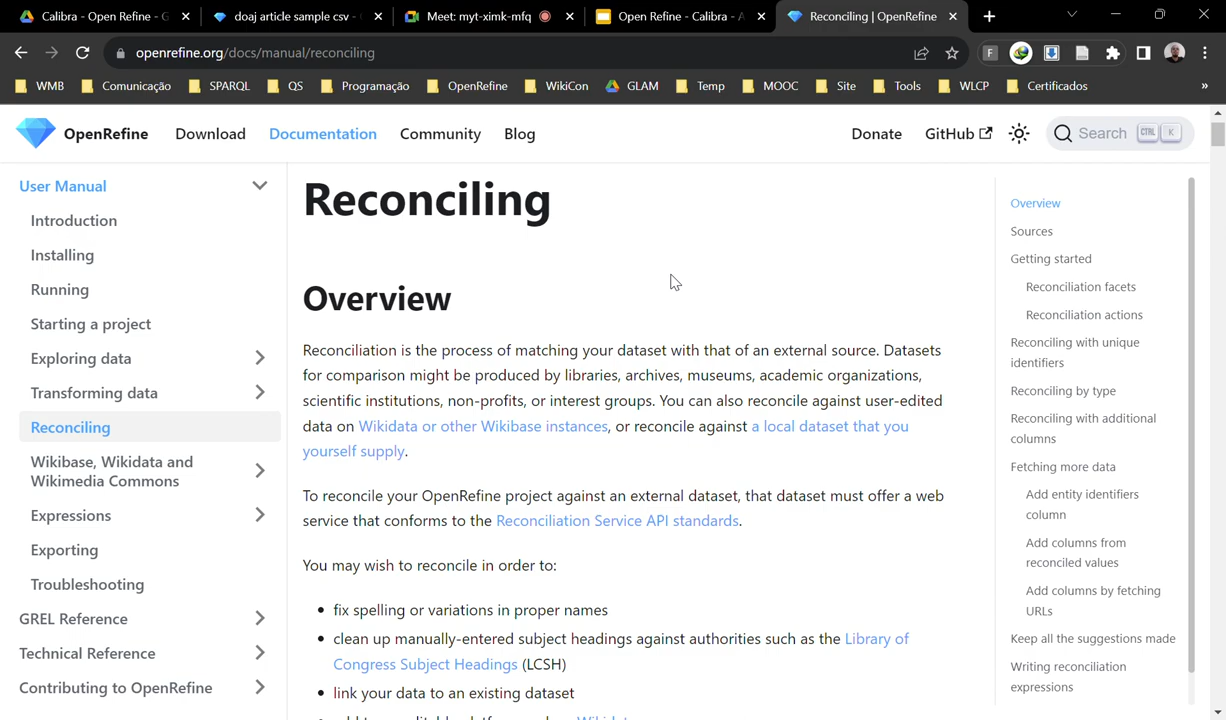 Calibra - Open Refine - G
doaj article sample csv -
Meet: myt-ximk-mfq
Open Refine - Calibra - A
Reconciling | OpenRefine
openrefine.org/docs/manual/reconciling
F
WMB
Comunicação
SPARQL
QS
Programação
OpenRefine
WikiCon
GLAM
Temp
MOOC
Site
Tools
WLCP
Certificados
»
OpenRefine
Download
Documentation
Community
Blog
Donate
GitHub
Search
CTRL
K
User Manual
Introduction
Installing
Running
Starting a project
Exploring data
Transforming data
Reconciling
Wikibase, Wikidata and
Wikimedia Commons
Expressions
Exporting
Troubleshooting
GREL Reference
Technical Reference
Contributing to OpenRefine
Reconciling
Overview
Reconciliation is the process of matching your dataset with that of an external source. Datasets
for comparison might be produced by libraries, archives, museums, academic organizations,
scientific institutions, non-profits, or interest groups. You can also reconcile against user-edited
data on Wikidata or other Wikibase instances, or reconcile against a local dataset that you
yourself supply.
To reconcile your OpenRefine project against an external dataset, that dataset must offer a web
service that conforms to the Reconciliation Service API standards.
You may wish to reconcile in order to:
• fix spelling or variations in proper names
• clean up manually-entered subject headings against authorities such as the Library of
Congress Subject Headings (LCSH)
• link your data to an existing dataset
Overview
Sources
Getting started
Reconciliation facets
Reconciliation actions
Reconciling with unique
identifiers
Reconciling by type
Reconciling with additional
columns
Fetching more data
Add entity identifiers
column
Add columns from
reconciled values
Add columns by fetching
URLs
Keep all the suggestions made
Writing reconciliation
expressions